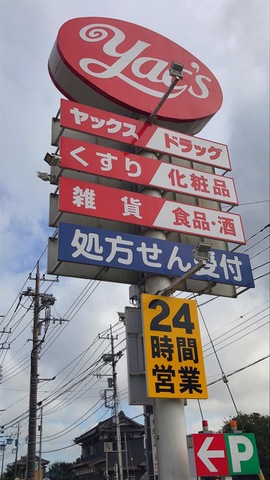 Yac's
ヤックス ドラッグ
くすり 化粧品
雑貨 食品・酒
処方せん受付
24
時間
営業
P